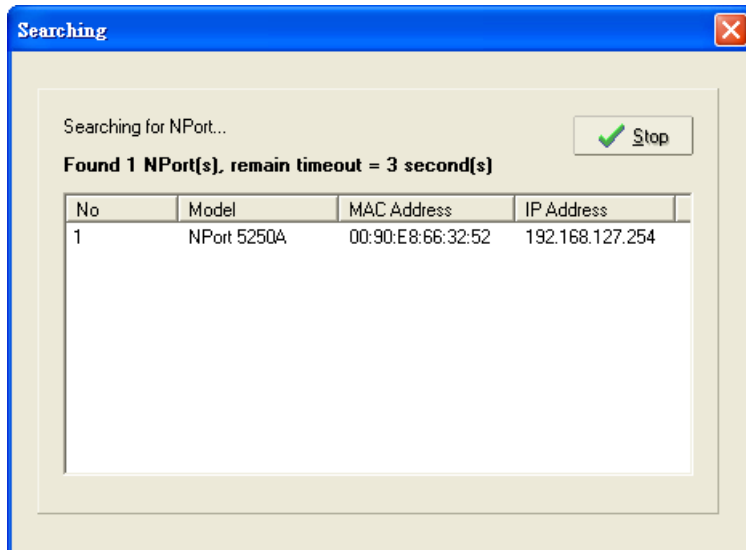 Searching
Searching for NPort...
Stop
Found 1 NPort(s), remain timeout = 3 second(s)
No Model MAC Address IP Address
1 NPort 5250A 00:90:E8:66:32:52 192.168.127.254